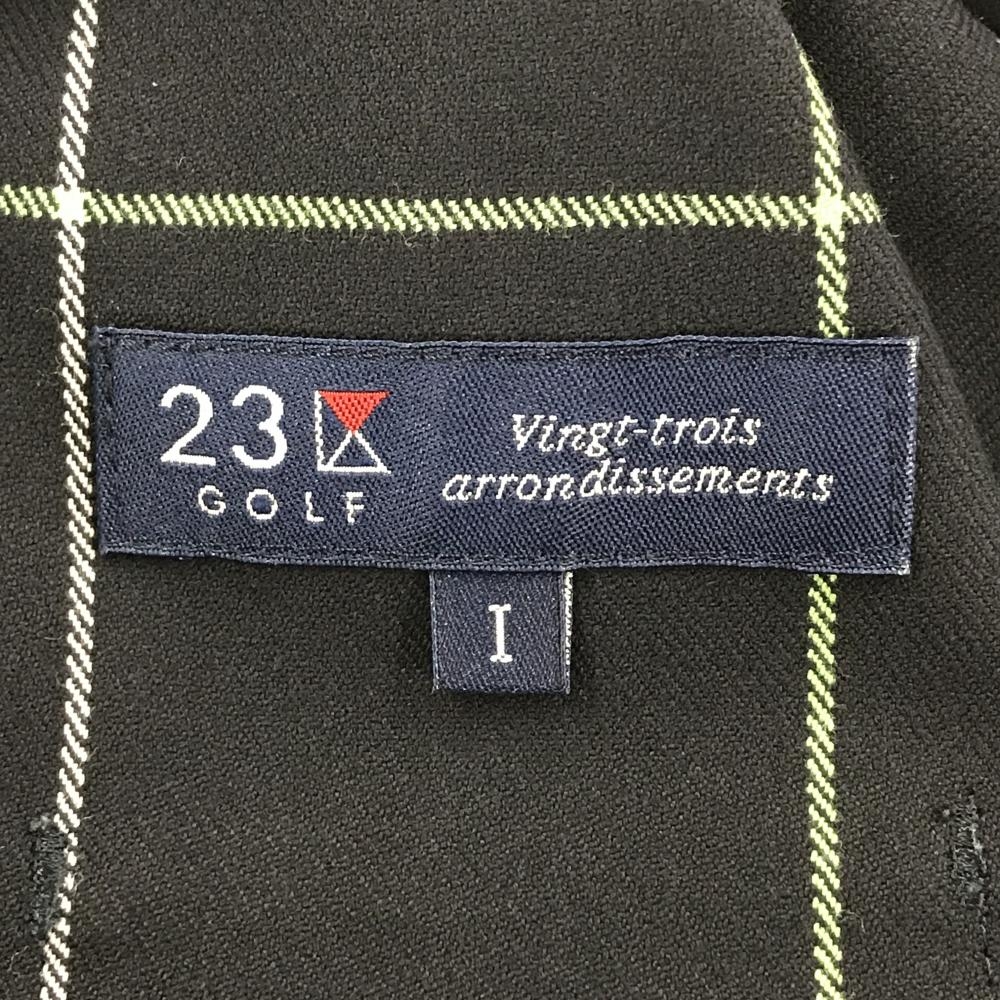 23
GOLF
Vingt-trois
arrondissements
I